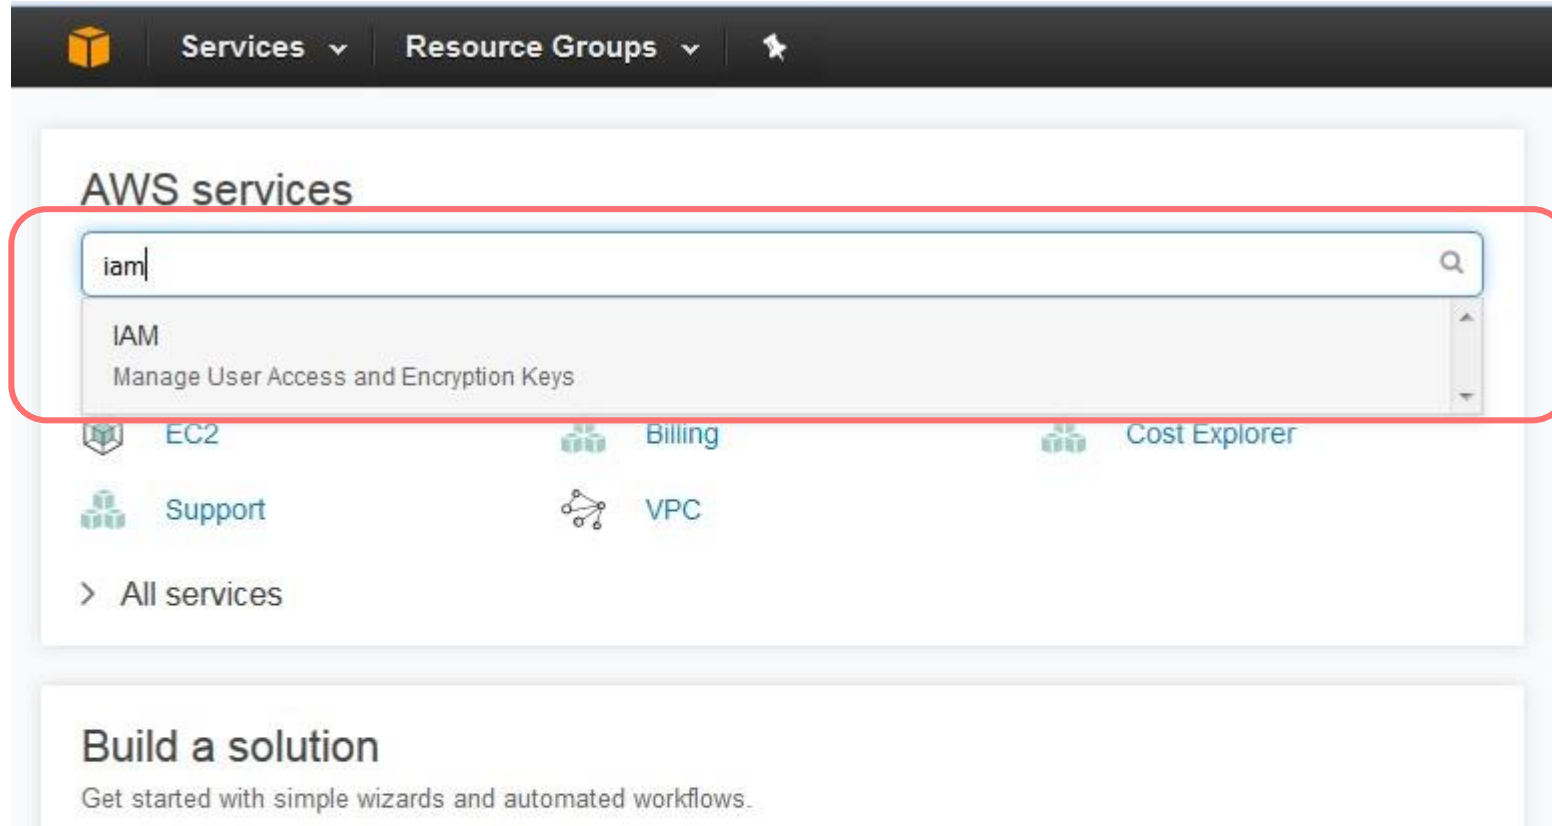 Services Resource Groups
AWS services
iam
IAM
Manage User Access and Encryption Keys
EC2 Billing Cost Explorer
Support VPC
All services
Build a solution
Get started with simple wizards and automated workflows.